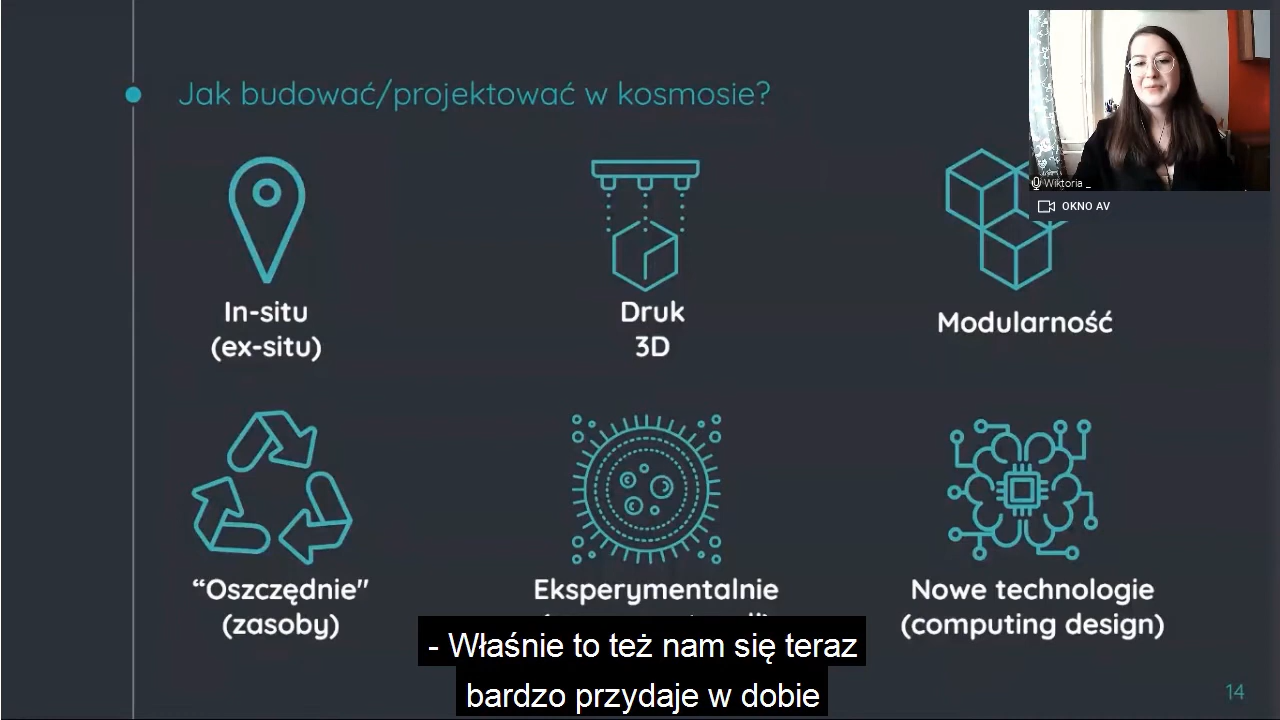 Jak budować/projektować w kosmosie?
Wiktoria _
OKNO AV
In-situ
(ex-situ)
Druk
3D
Modularność
“Oszczędnie"
(zasoby)
Eksperymentalnie
Nowe technologie
(computing design)
- Właśnie to też nam się teraz
bardzo przydaje w dobie
14